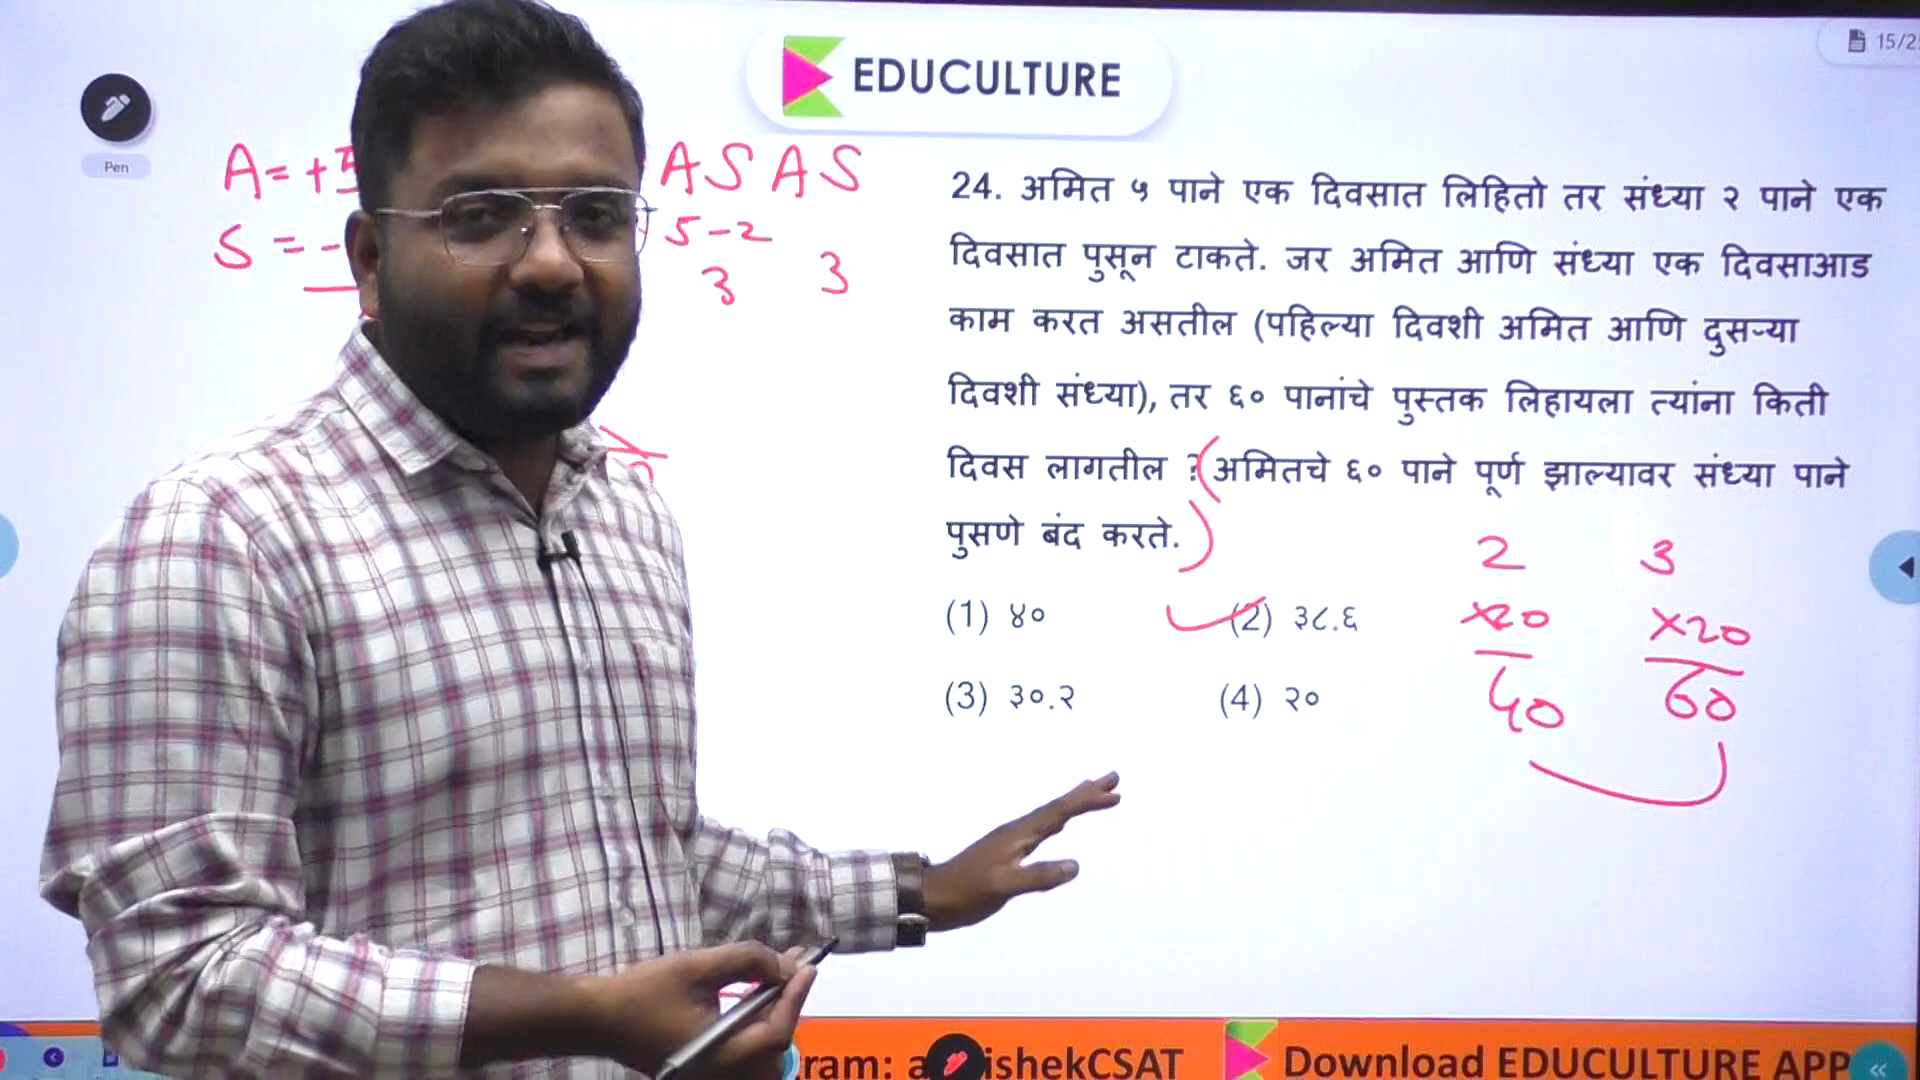 EDUCULTURE
15/2
Pen
A = +5
S = -
A S A S
5-2
3 3
24. अमित ५ पाने एक दिवसात लिहितो तर संध्या २ पाने एक
दिवसात पुसून टाकते. जर अमित आणि संध्या एक दिवसाआड
काम करत असतील (पहिल्या दिवशी अमित आणि दुसऱ्या
दिवशी संध्या), तर ६० पानांचे पुस्तक लिहायला त्यांना किती
दिवस लागतील ? (अमितचे ६० पाने पूर्ण झाल्यावर संध्या पाने
पुसणे बंद करते.)
(1) ४० (2) ३८.६
(3) ३०.२ (4) २०
2 3
×20 ×20
40 60
ram: a ishekCSAT
Download EDUCULTURE APP